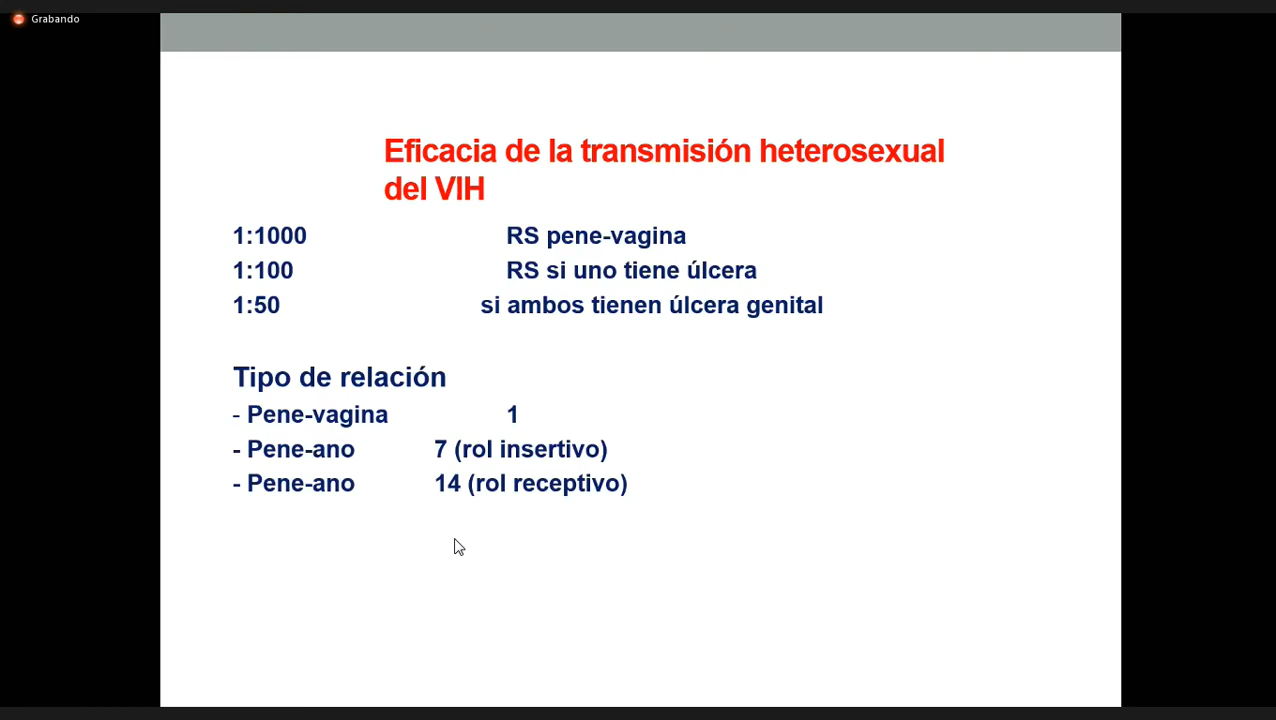 Grabando
Eficacia de la transmisión heterosexual
del VIH
1:1000 RS pene-vagina
1:100 RS si uno tiene úlcera
1:50 si ambos tienen úlcera genital
Tipo de relación
- Pene-vagina 1
- Pene-ano 7 (rol insertivo)
- Pene-ano 14 (rol receptivo)